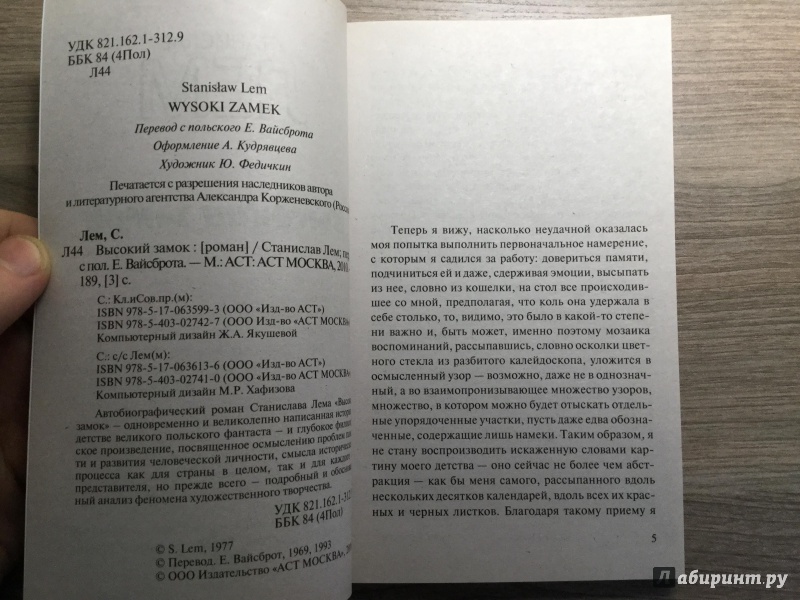 УДК 821.162.1-312.9
ББК 84 (4Пол)
Л44
Stanisław Lem
WYSOKI ZAMEK
Перевод с польского Е. Вайсброта
Оформление А. Кудрявцева
Художник Ю. Федичкин
Печатается с разрешения наследников автора
и литературного агентства Александра Корженевского
Лем, С.
Л44 Высокий замок : [роман] / Станислав Лем;
с пол. Е. Вайсброта. — М.: АСТ: АСТ МОСКВА, 2010.
189, [3] с.
С.: Кл.иСов.пр.(м):
ISBN 978-5-17-063599-3 (ООО «Изд-во АСТ»)
ISBN 978-5-403-02742-7 (ООО Изд-во «АСТ МОСКВА»
Компьютерный дизайн Ж.А. Якушевой
С.: с/с Лем(м):
ISBN 978-5-17-063613-6 (ООО «Изд-во АСТ»)
ISBN 978-5-403-02741-0 (ООО Изд-во «АСТ МОСКВА»
Компьютерный дизайн М.Р. Хафизова
Автобиографический роман Станислава Лема
замок» — одновременно и великолепно написанная
детстве великого польского фантаста — и глубокое
ское произведение, посвященное осмыслению проблем
ти и развития человеческой личности, смысла
процесса как для страны в целом, так и для каждого
представителя, но прежде всего — подробный и
ный анализ феномена художественного творчества.
УДК 821.162.1-312
ББК 84 (4Пол)
© S. Lem, 1977
© Перевод. Е. Вайсброт, 1969, 1993
© ООО Издательство «АСТ МОСКВА»,
Теперь я вижу, насколько неудачной оказалась
моя попытка выполнить первоначальное намерение,
с которым я садился за работу: довериться памяти,
подчиниться ей и даже, сдерживая эмоции, высыпать
из нее, словно из кошелки, на стол все происходив-
шее со мной, предполагая, что коль она удержала в
себе столько, то, видимо, это было в какой-то степе-
ни важно и, быть может, именно поэтому мозаика
воспоминаний, рассыпавшись, словно осколки цвет-
ного стекла из разбитого калейдоскопа, уложится в
осмысленный узор — возможно, даже не в однознач-
ный, а во взаимопронизывающее множество узоров,
множество, в котором можно будет отыскать отдель-
ные упорядоченные участки, пусть даже едва обозна-
ченные, содержащие лишь намеки. Таким образом, я
не стану воспроизводить искаженную словами кар-
тину моего детства — оно сейчас не более чем абст-
ракция — как бы меня самого, рассыпанного вдоль
нескольких десятков календарей, вдоль всех их крас-
ных и черных листков. Благодаря такому приему я
5
Лабиринт.ру